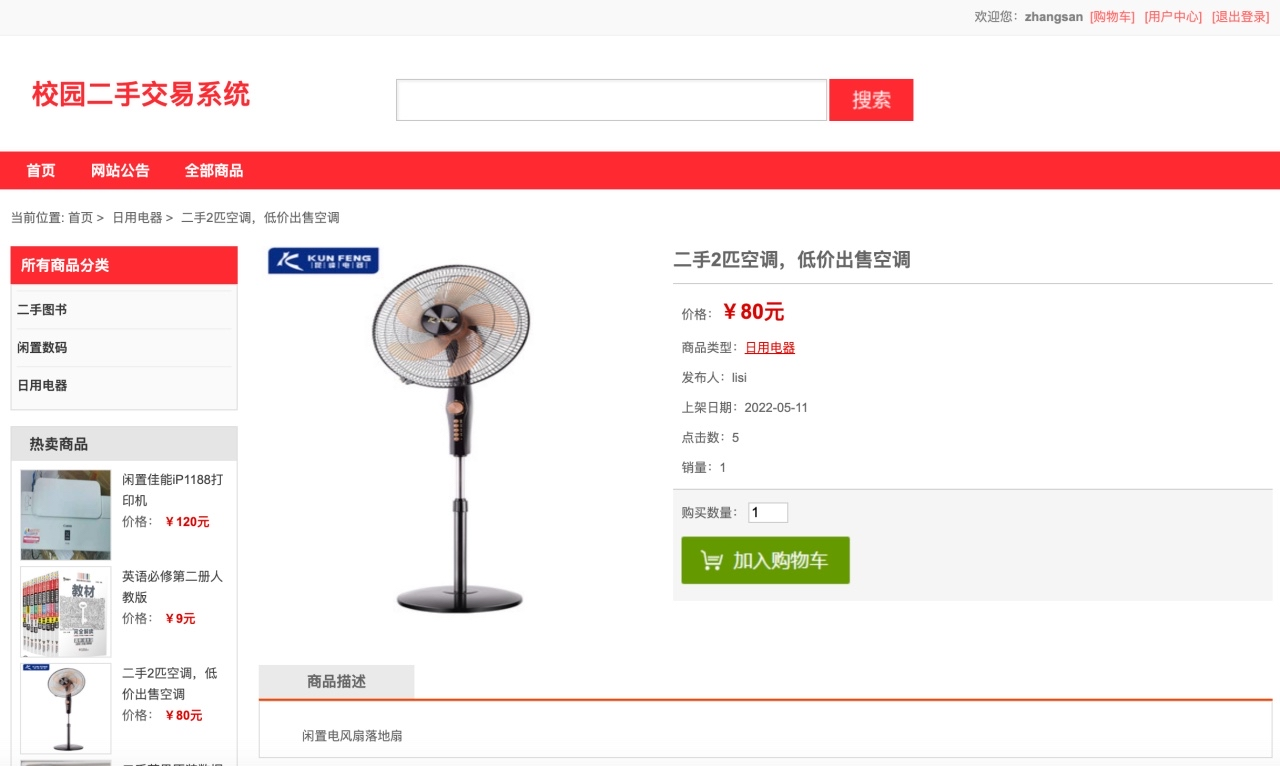 欢迎您：zhangsan [购物车] [用户中心] [退出登录]
校园二手交易系统
搜索
首页 网站公告 全部商品
当前位置: 首页 > 日用电器 > 二手2匹空调，低价出售空调
所有商品分类
二手图书
闲置数码
日用电器
热卖商品
闲置佳能iP1188打
印机
价格： ￥120元
教材
英语必修第二册人
教版
价格： ￥9元
二手2匹空调，低
价出售空调
价格： ￥80元
KUN FENG
二手2匹空调，低价出售空调
价格：￥80元
商品类型：日用电器
发布人：lisi
上架日期：2022-05-11
点击数：5
销量：1
购买数量： 1
加入购物车
商品描述
闲置电风扇落地扇